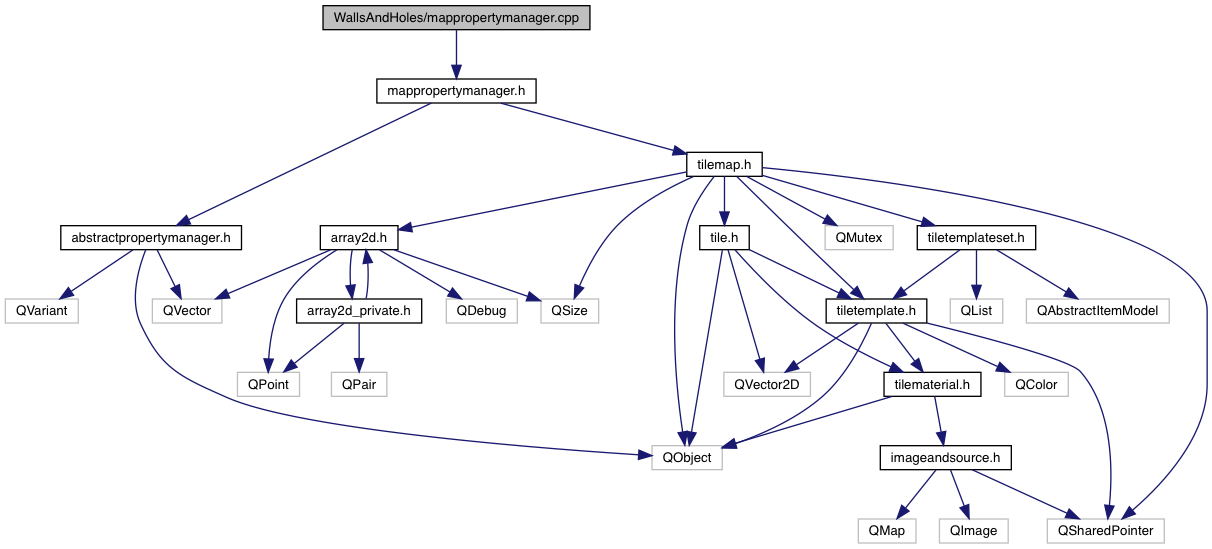 WallsAndHoles/mappropertymanager.cpp
mappropertymanager.h
tilemap.h
abstractpropertymanager.h
array2d.h
tile.h
QMutex
tiletemplateset.h
QVariant
QVector
array2d_private.h
QDebug
QSize
tiletemplate.h
QList
QAbstractItemModel
QPoint
QPair
QVector2D
tilematerial.h
QColor
QObject
imageandsource.h
QMap
QImage
QSharedPointer